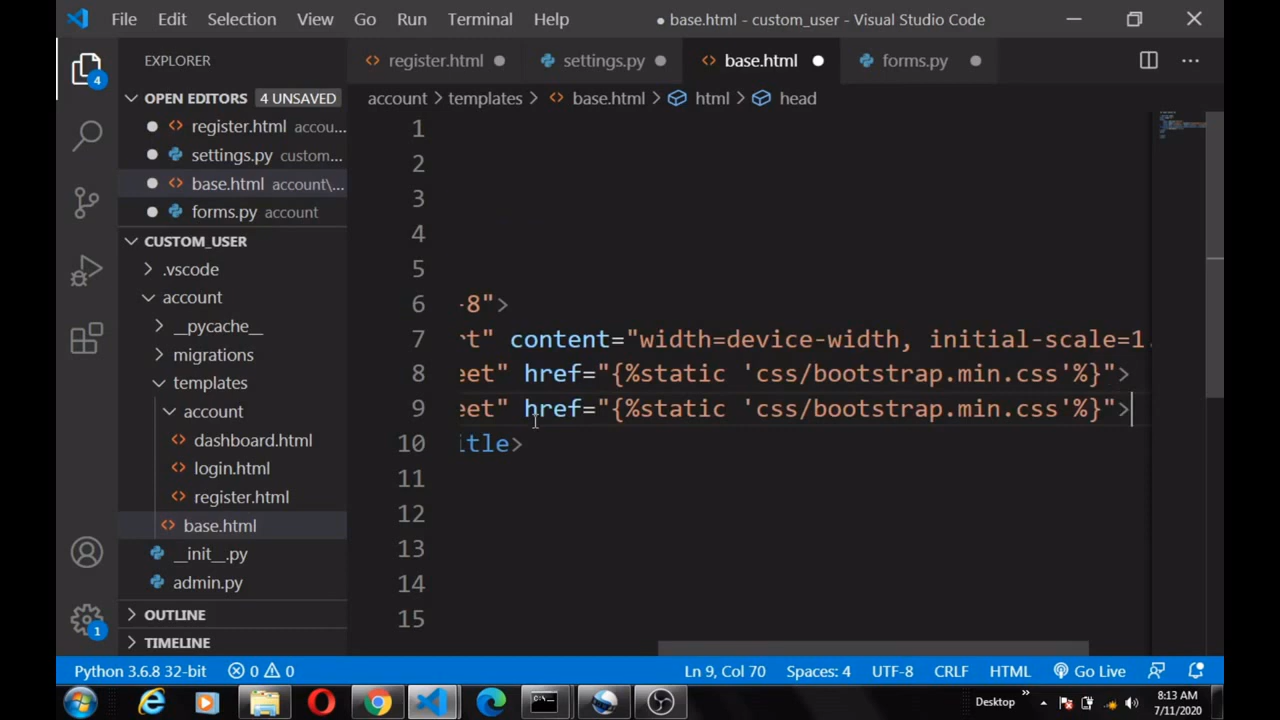 File Edit Selection View Go Run Terminal Help
● base.html - custom_user - Visual Studio Code
EXPLORER
register.html
settings.py
base.html
forms.py
4
OPEN EDITORS 4 UNSAVED
account > templates > base.html > html > head
register.html accou...
settings.py custom...
base.html account\...
forms.py account
CUSTOM_USER
.vscode
account
__pycache__
migrations
templates
account
dashboard.html
login.html
register.html
base.html
__init__.py
admin.py
OUTLINE
TIMELINE
1
2
3
4
5
6 -8">
7 rt" content="width=device-width, initial-scale=1.
8 eet" href="{%static 'css/bootstrap.min.css'%}">
9 eet" href="{%static 'css/bootstrap.min.css'%}">
10 itle>
11
12
13
14
15
1
Python 3.6.8 32-bit 0 0 Ln 9, Col 70 Spaces: 4 UTF-8 CRLF HTML Go Live
Desktop
8:13 AM
7/11/2020